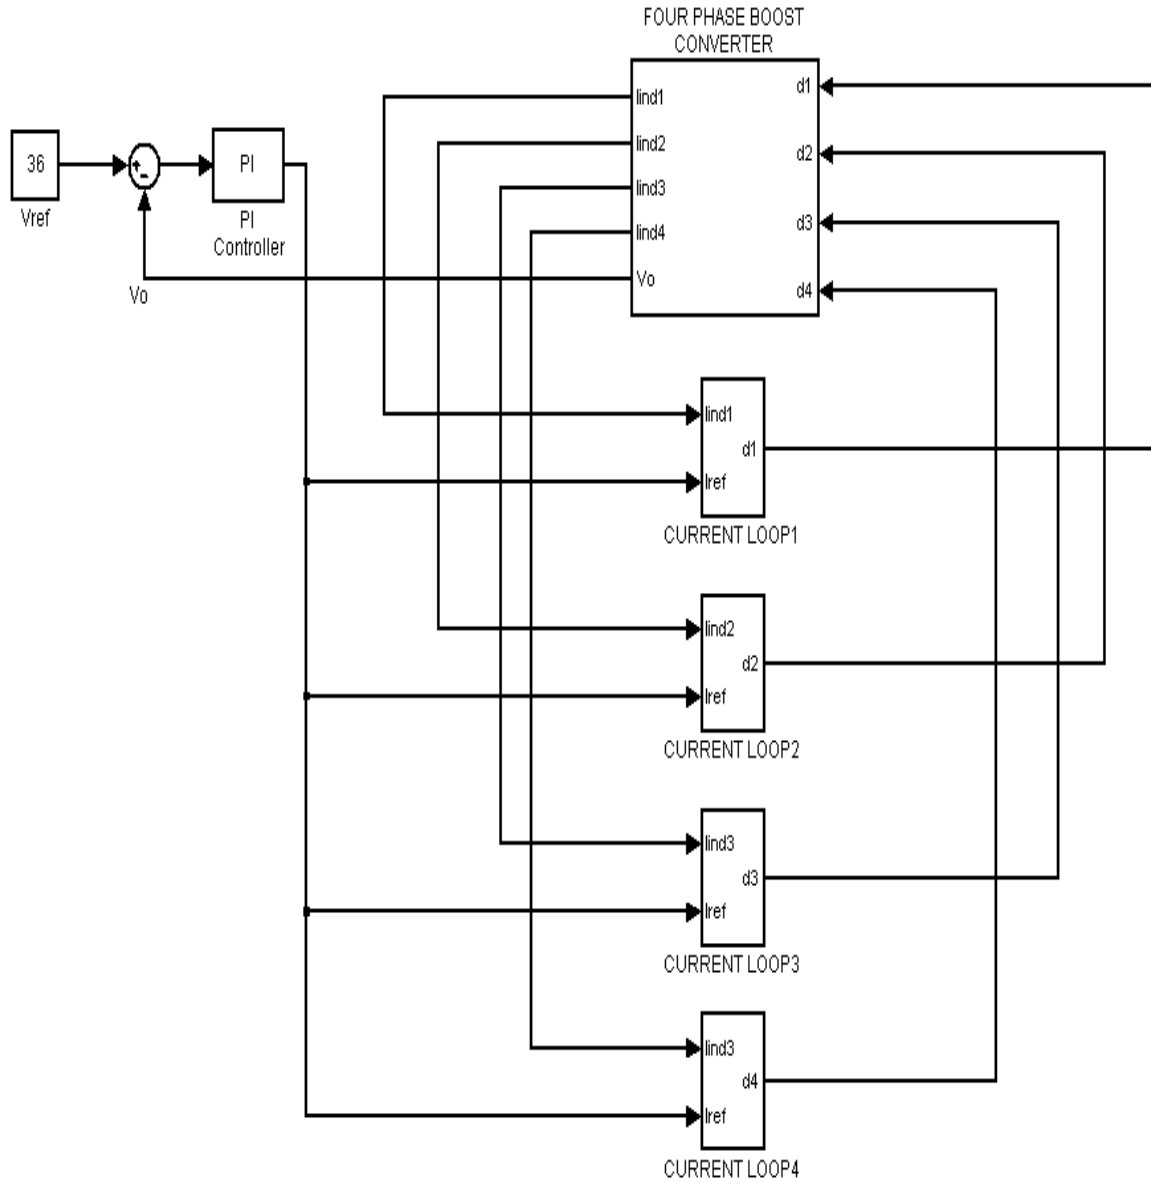 FOUR PHASE BOOST
CONVERTER
Iind1
Iind2
Iind3
Iind4
Vo
d1
d2
d3
d4
36
Vref
PI
PI
Controller
Vo
Iind1
Iref
d1
CURRENT LOOP1
Iind2
Iref
d2
CURRENT LOOP2
Iind3
Iref
d3
CURRENT LOOP3
Iind3
Iref
d4
CURRENT LOOP4